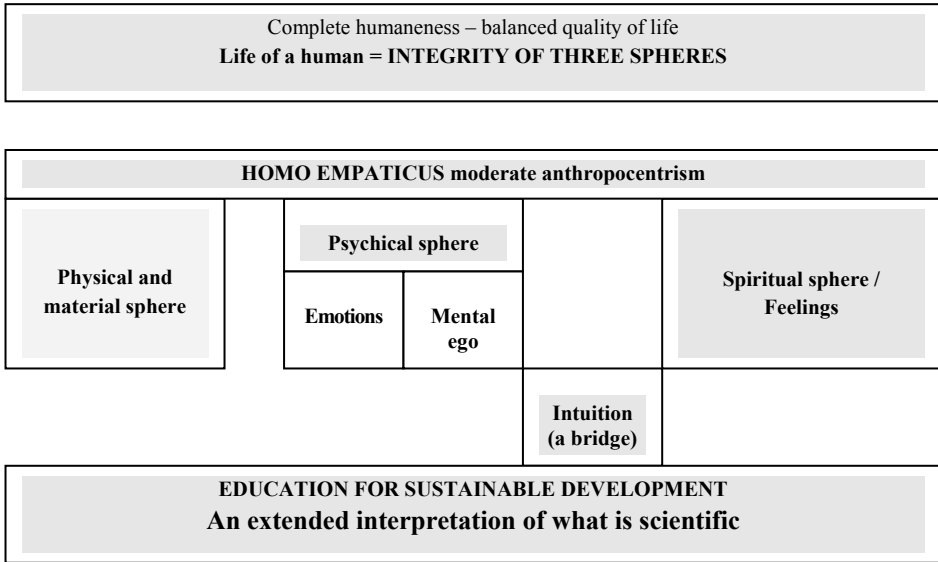 Complete humaneness – balanced quality of life
Life of a human = INTEGRITY OF THREE SPHERES
HOMO EMPATICUS moderate anthropocentrism
Physical and
material sphere
Psychical sphere
Emotions
Mental
ego
Spiritual sphere /
Feelings
Intuition
(a bridge)
EDUCATION FOR SUSTAINABLE DEVELOPMENT
An extended interpretation of what is scientific